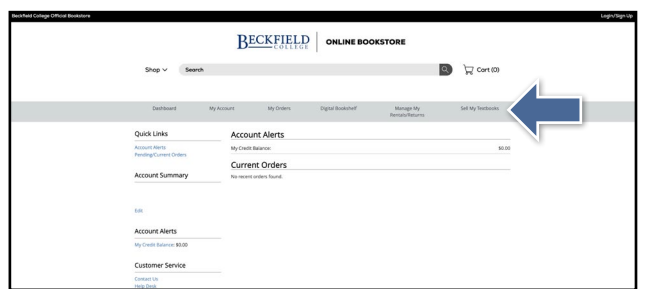 Beckfield College Official Bookstore
Login/Sign Up
BECKFIELD COLLEGE ONLINE BOOKSTORE
Shop
Search
Cart (0)
Dashboard
My Account
My Orders
Digital Bookshelf
Manage My
Rentals/Returns
Sell My Textbooks
Quick Links
Account Alerts
Pending/Current Orders
Account Summary
Edit
Account Alerts
My Credit Balance: $0.00
Customer Service
Contact Us
Help Desk
Account Alerts
My Credit Balance: $0.00
Current Orders
No recent orders found.